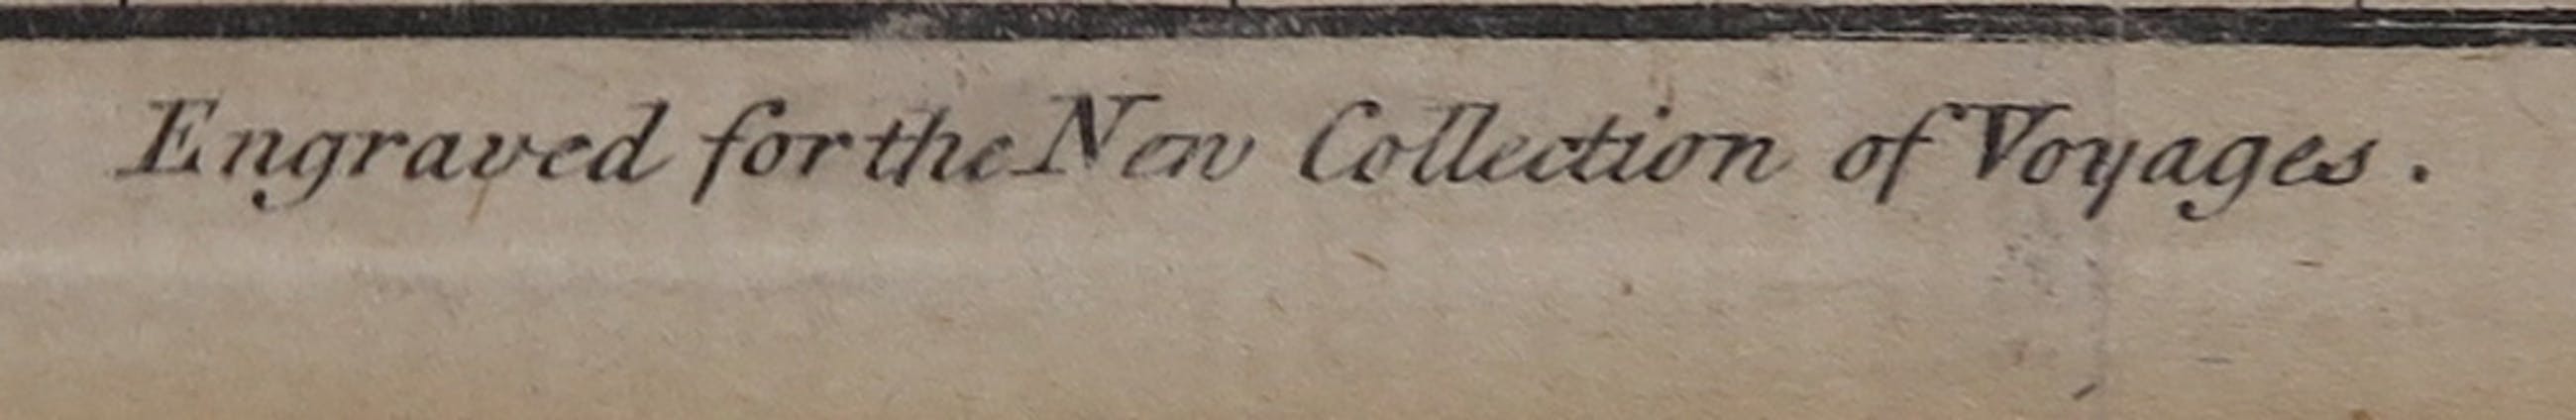 Engraved for the New Collection of Voyages.